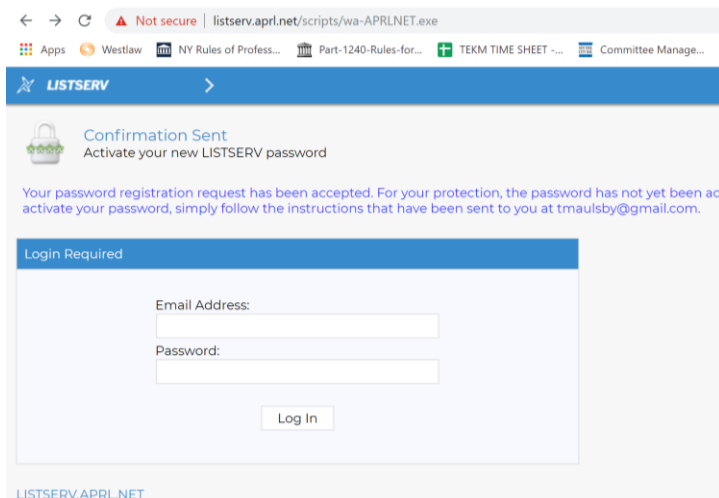 Not secure | listserv.aprl.net/scripts/wa-APRLNET.exe
Apps Westlaw NY Rules of Profess... Part-1240-Rules-for... TEKM TIME SHEET -... Committee Manage...
LISTSERV
Confirmation Sent
Activate your new LISTSERV password
Your password registration request has been accepted. For your protection, the password has not yet been ac
activate your password, simply follow the instructions that have been sent to you at tmaulsby@gmail.com.
Login Required
Email Address:
Password:
Log In
LISTSERV.APRL.NET